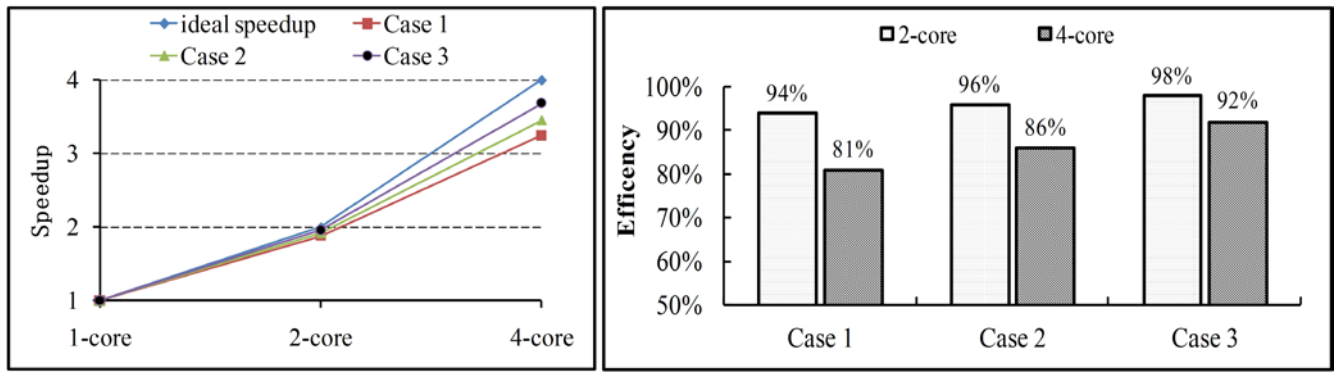 ideal speedup Case 1
Case 2 Case 3
4
3
2
1
Speedup
1-core 2-core 4-core
2-core 4-core
100%
90%
80%
70%
60%
50%
Efficency
94% 81% 96% 86% 98% 92%
Case 1 Case 2 Case 3